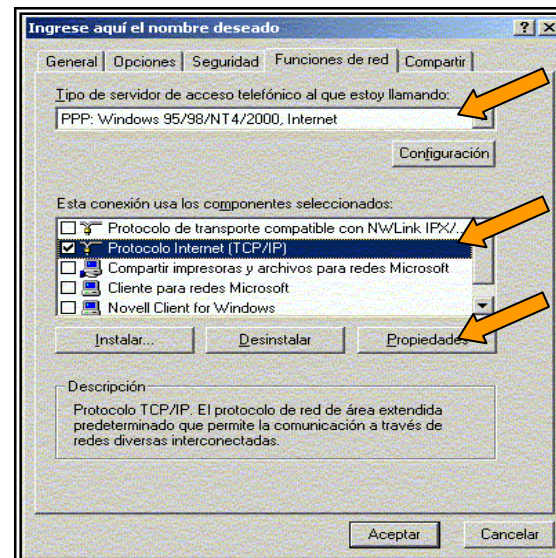 Ingrese aquí el nombre deseado
General Opciones Seguridad Funciones de red Compartir
Tipo de servidor de acceso telefónico al que estoy llamando:
PPP: Windows 95/98/NT4/2000, Internet
Configuración
Esta conexión usa los componentes seleccionados:
Protocolo de transporte compatible con NWLink IPX/...
Protocolo Internet (TCP/IP)
Compartir impresoras y archivos para redes Microsoft
Cliente para redes Microsoft
Novell Client for Windows
Instalar... Desinstalar Propiedades
Descripción
Protocolo TCP/IP. El protocolo de red de área extendida
predeterminado que permite la comunicación a través de
redes diversas interconectadas.
Aceptar Cancelar